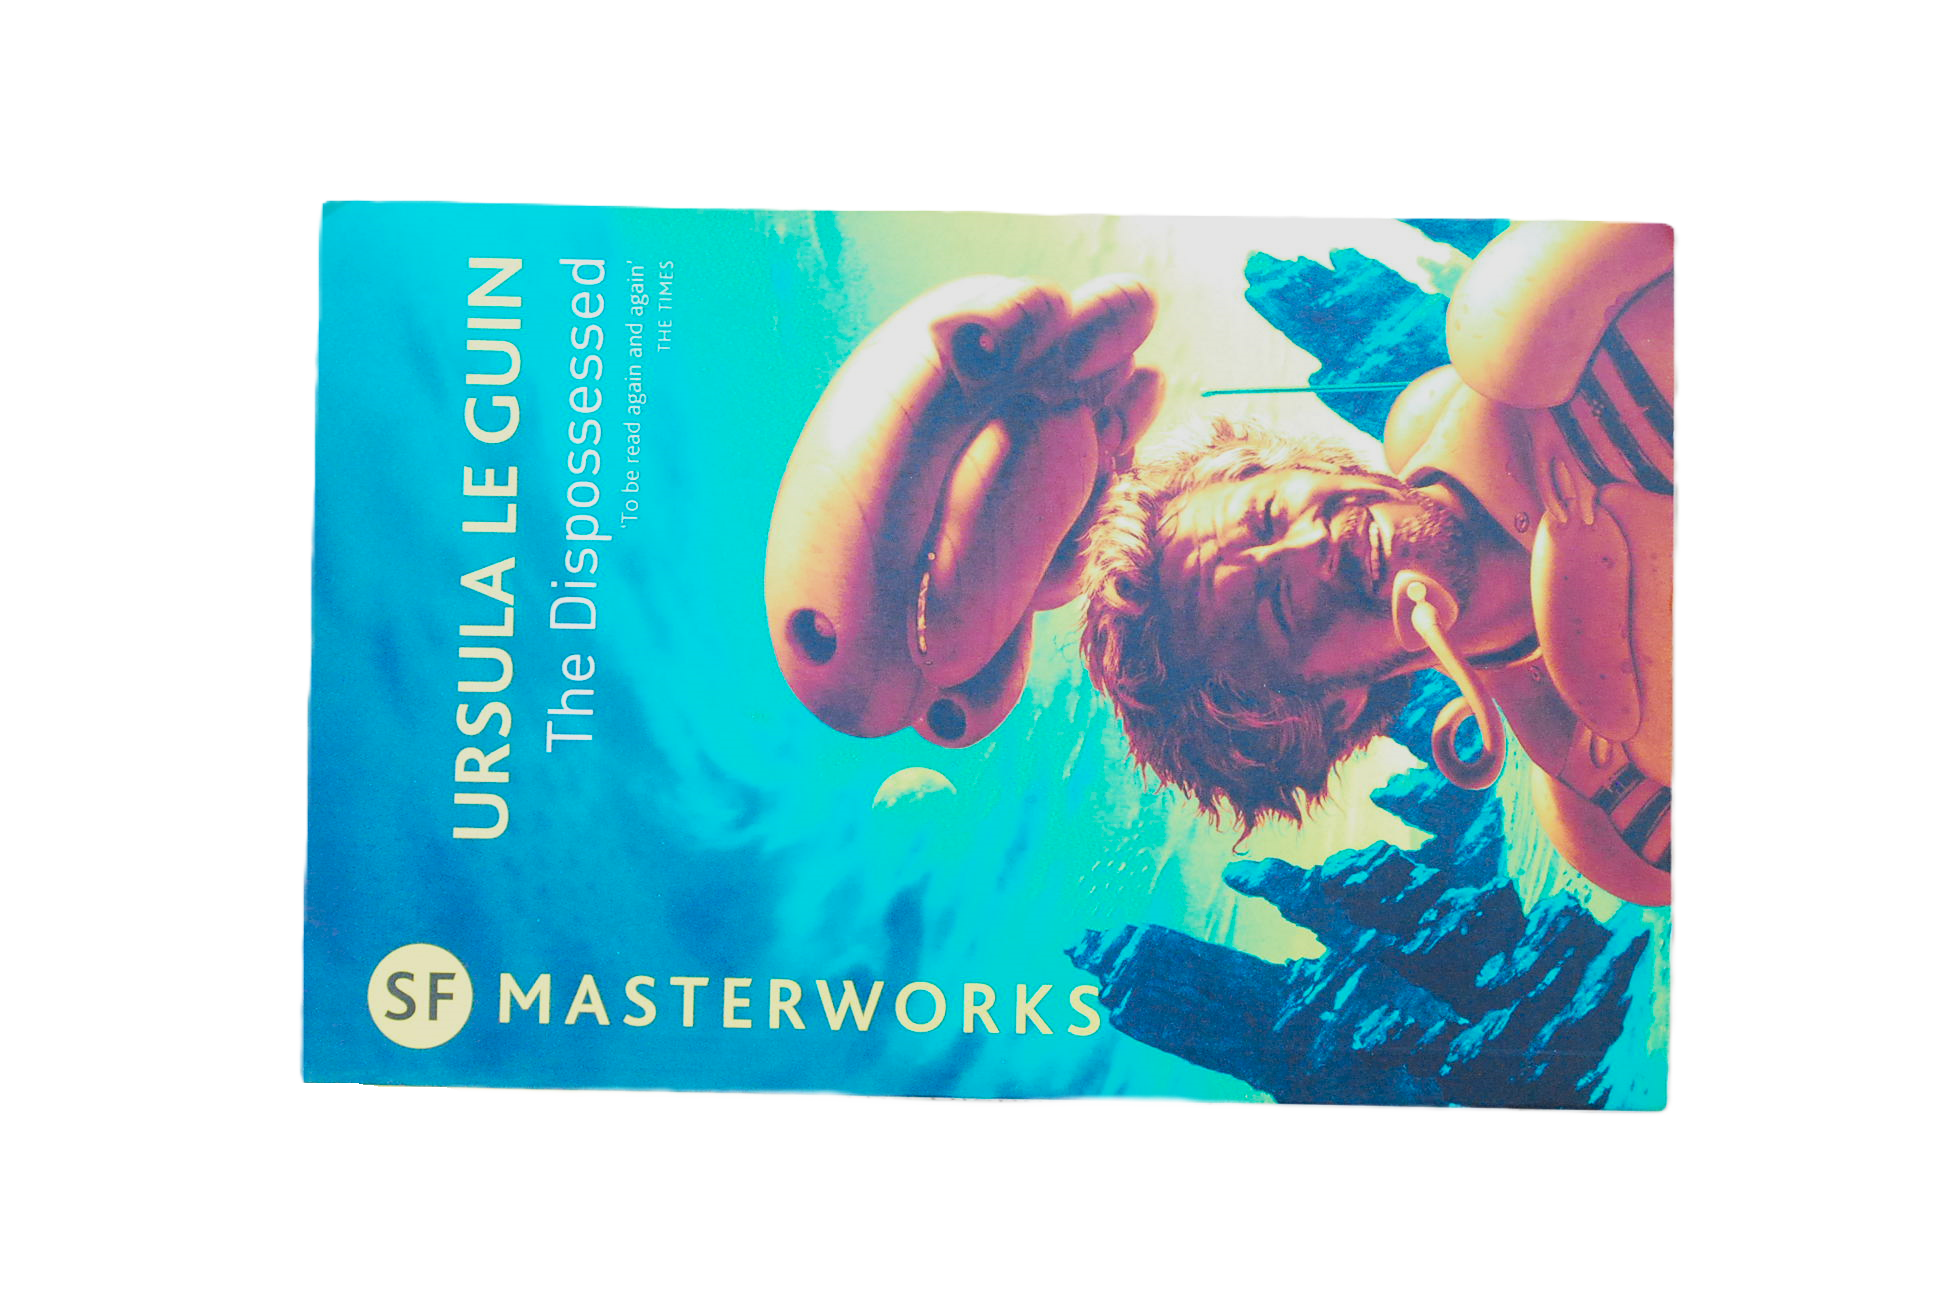 SF MASTERWORKS
URSULA LE GUIN
The Dispossessed
'To be read again and again'
THE TIMES